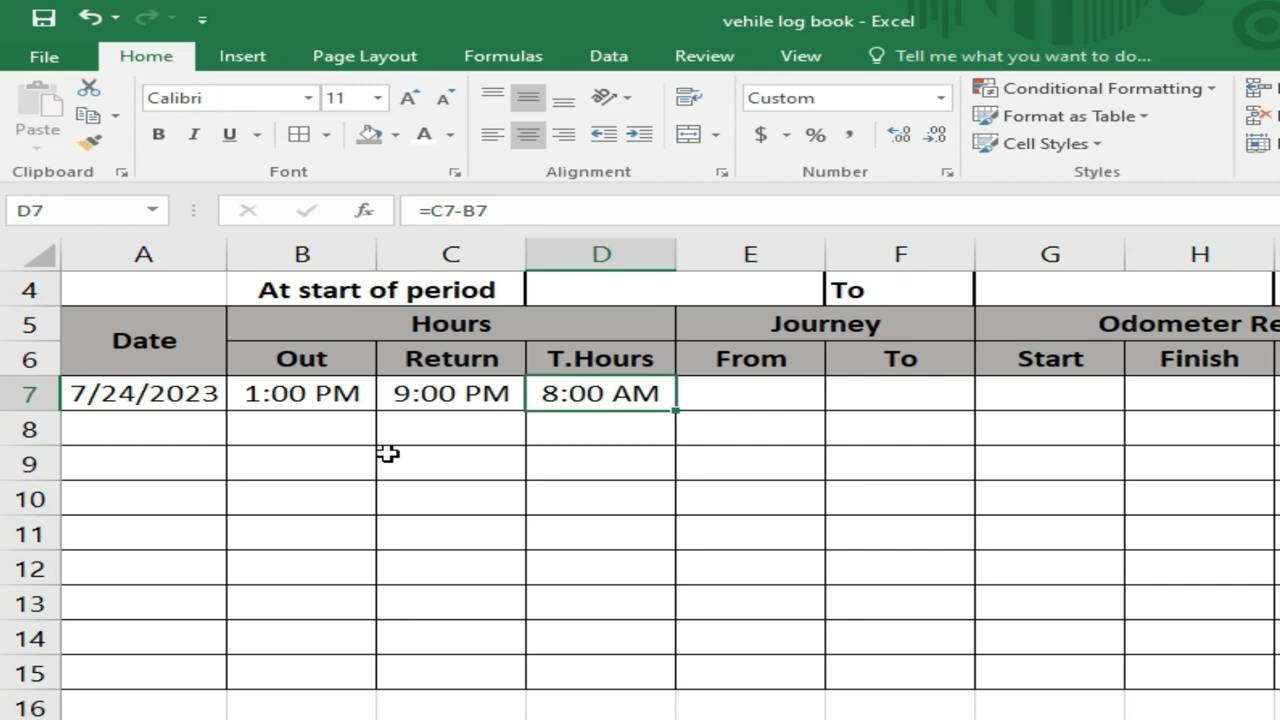 vehile log book - Excel
File Home Insert Page Layout Formulas Data Review View Tell me what you want to do...
Calibri 11 A A Custom Conditional Formatting
Paste B I U A $ % , Format as Table
Cell Styles
Clipboard Font Alignment Number Styles
D7 fx =C7-B7
A B C D E F G H
4 At start of period To
5 Date Hours Journey Odometer Re
6 Out Return T.Hours From To Start Finish
7 7/24/2023 1:00 PM 9:00 PM 8:00 AM
8
9
10
11
12
13
14
15
16